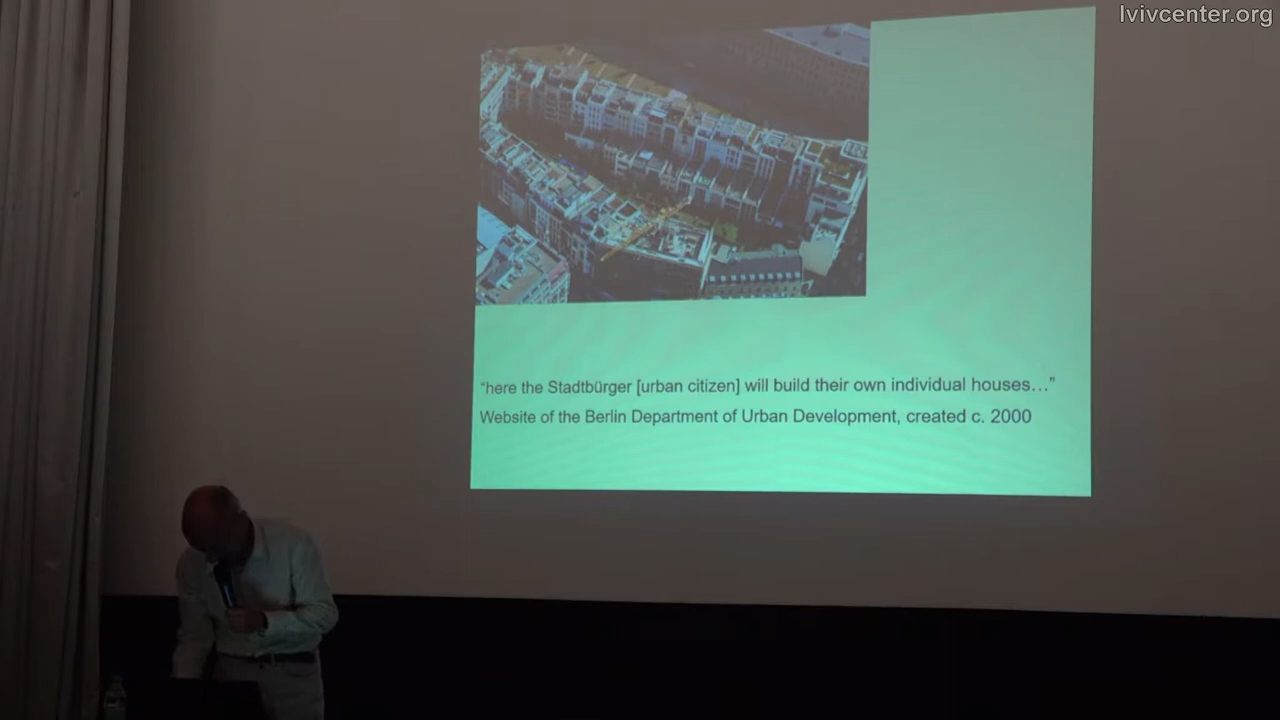 lvivcenter.org
“here the Stadtbürger [urban citizen] will build their own individual houses…”
Website of the Berlin Department of Urban Development, created c. 2000